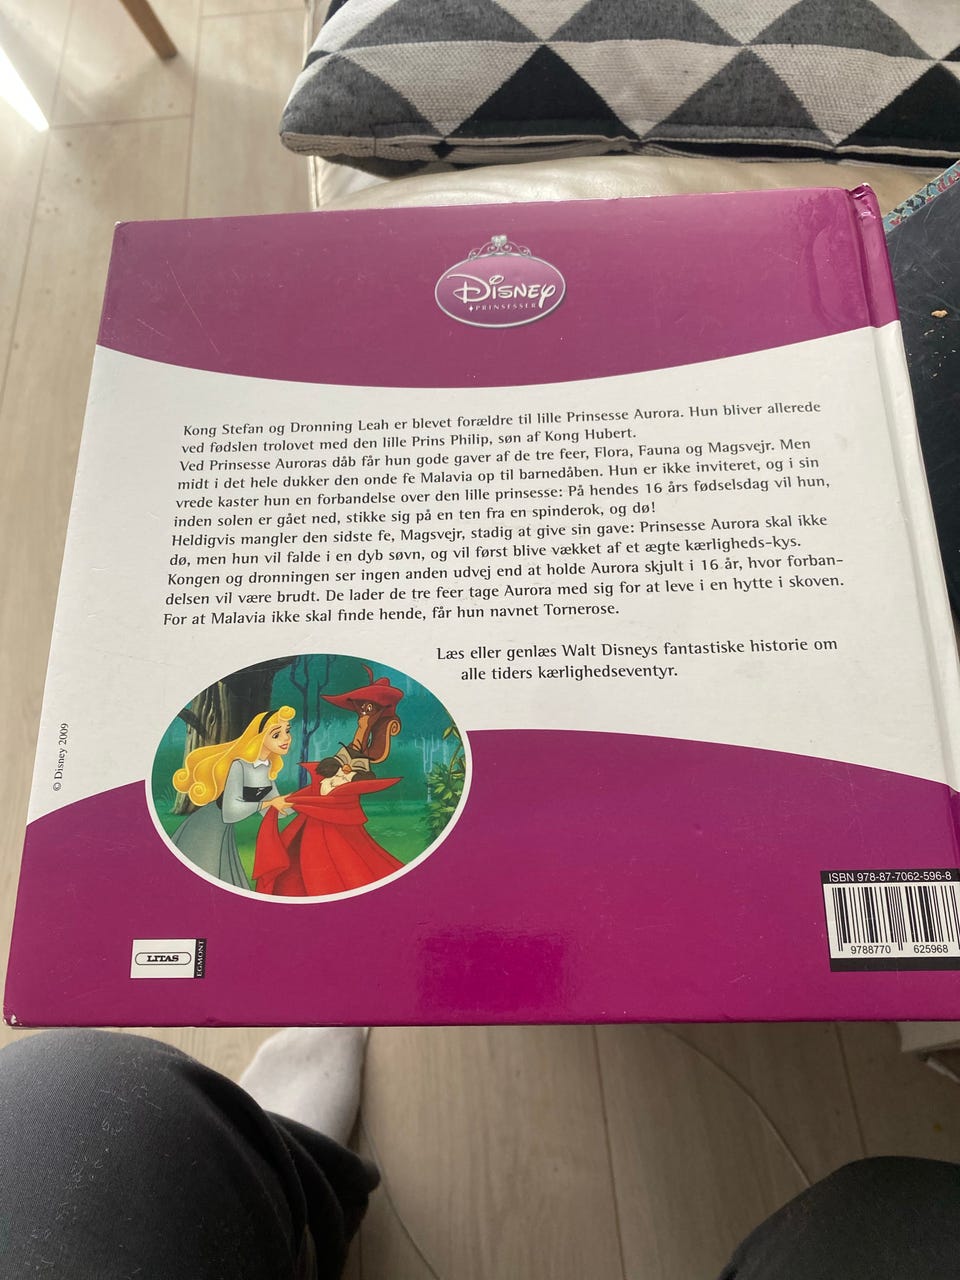 Disney
PRINSESSER
Kong Stefan og Dronning Leah er blevet forældre til lille Prinsesse Aurora. Hun bliver allerede
ved fødslen trolovet med den lille Prins Philip, søn af Kong Hubert.
Ved Prinsesse Auroras dåb får hun gode gaver af de tre feer, Flora, Fauna og Magsvejr. Men
midt i det hele dukker den onde fe Malavia op til barnedåben. Hun er ikke inviteret, og i sin
vrede kaster hun en forbandelse over den lille prinsesse: På hendes 16 års fødselsdag vil hun,
inden solen er gået ned, stikke sig på en ten fra en spinderok, og dø!
Heldigvis mangler den sidste fe, Magsvejr, stadig at give sin gave: Prinsesse Aurora skal ikke
dø, men hun vil falde i en dyb søvn, og vil først blive vækket af et ægte kærligheds-kys.
Kongen og dronningen ser ingen anden udvej end at holde Aurora skjult i 16 år, hvor forban-
delsen vil være brudt. De lader de tre feer tage Aurora med sig for at leve i en hytte i skoven.
For at Malavia ikke skal finde hende, får hun navnet Tornerose.
Læs eller genlæs Walt Disneys fantastiske historie om
alle tiders kærlighedseventyr.
© Disney 2009
LITAS
EGMONT
ISBN 978-87-7062-596-8
9788770 625968